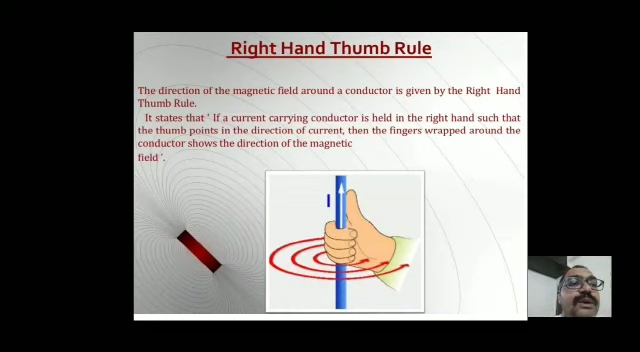 Right Hand Thumb Rule
The direction of the magnetic field around a conductor is given by the Right Hand
Thumb Rule.
It states that ' If a current carrying conductor is held in the right hand such that
the thumb points in the direction of current, then the fingers wrapped around the
conductor shows the direction of the magnetic
field '.
I